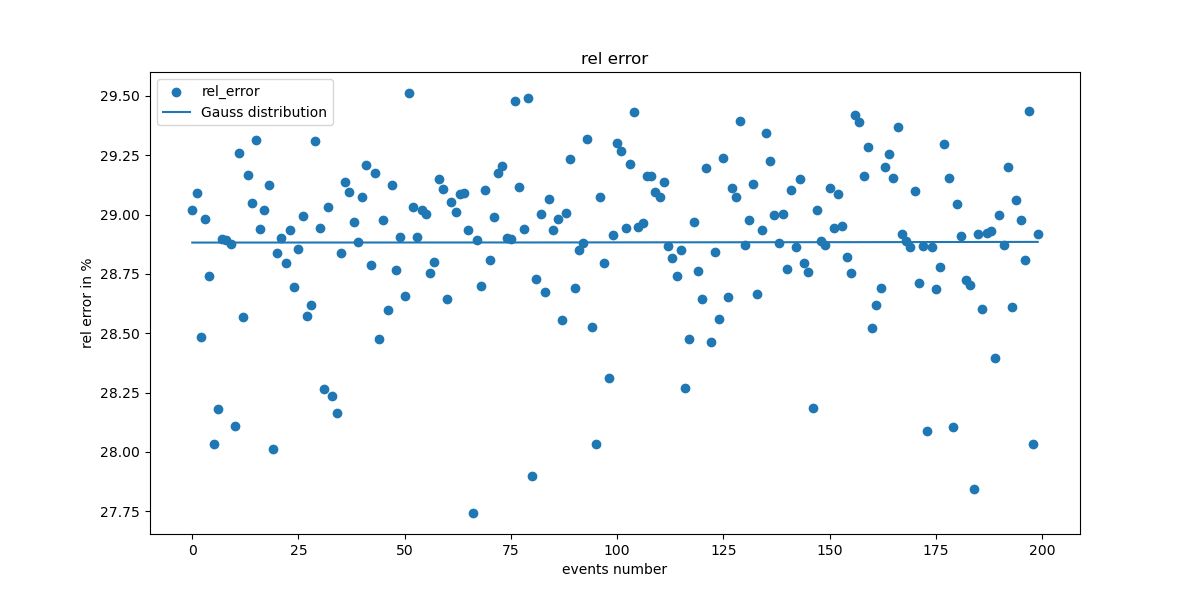 rel error
rel_error
Gauss distribution
29.50
29.25
29.00
28.75
28.50
28.25
28.00
27.75
rel error in %
0 25 50 75 100 125 150 175 200
events number